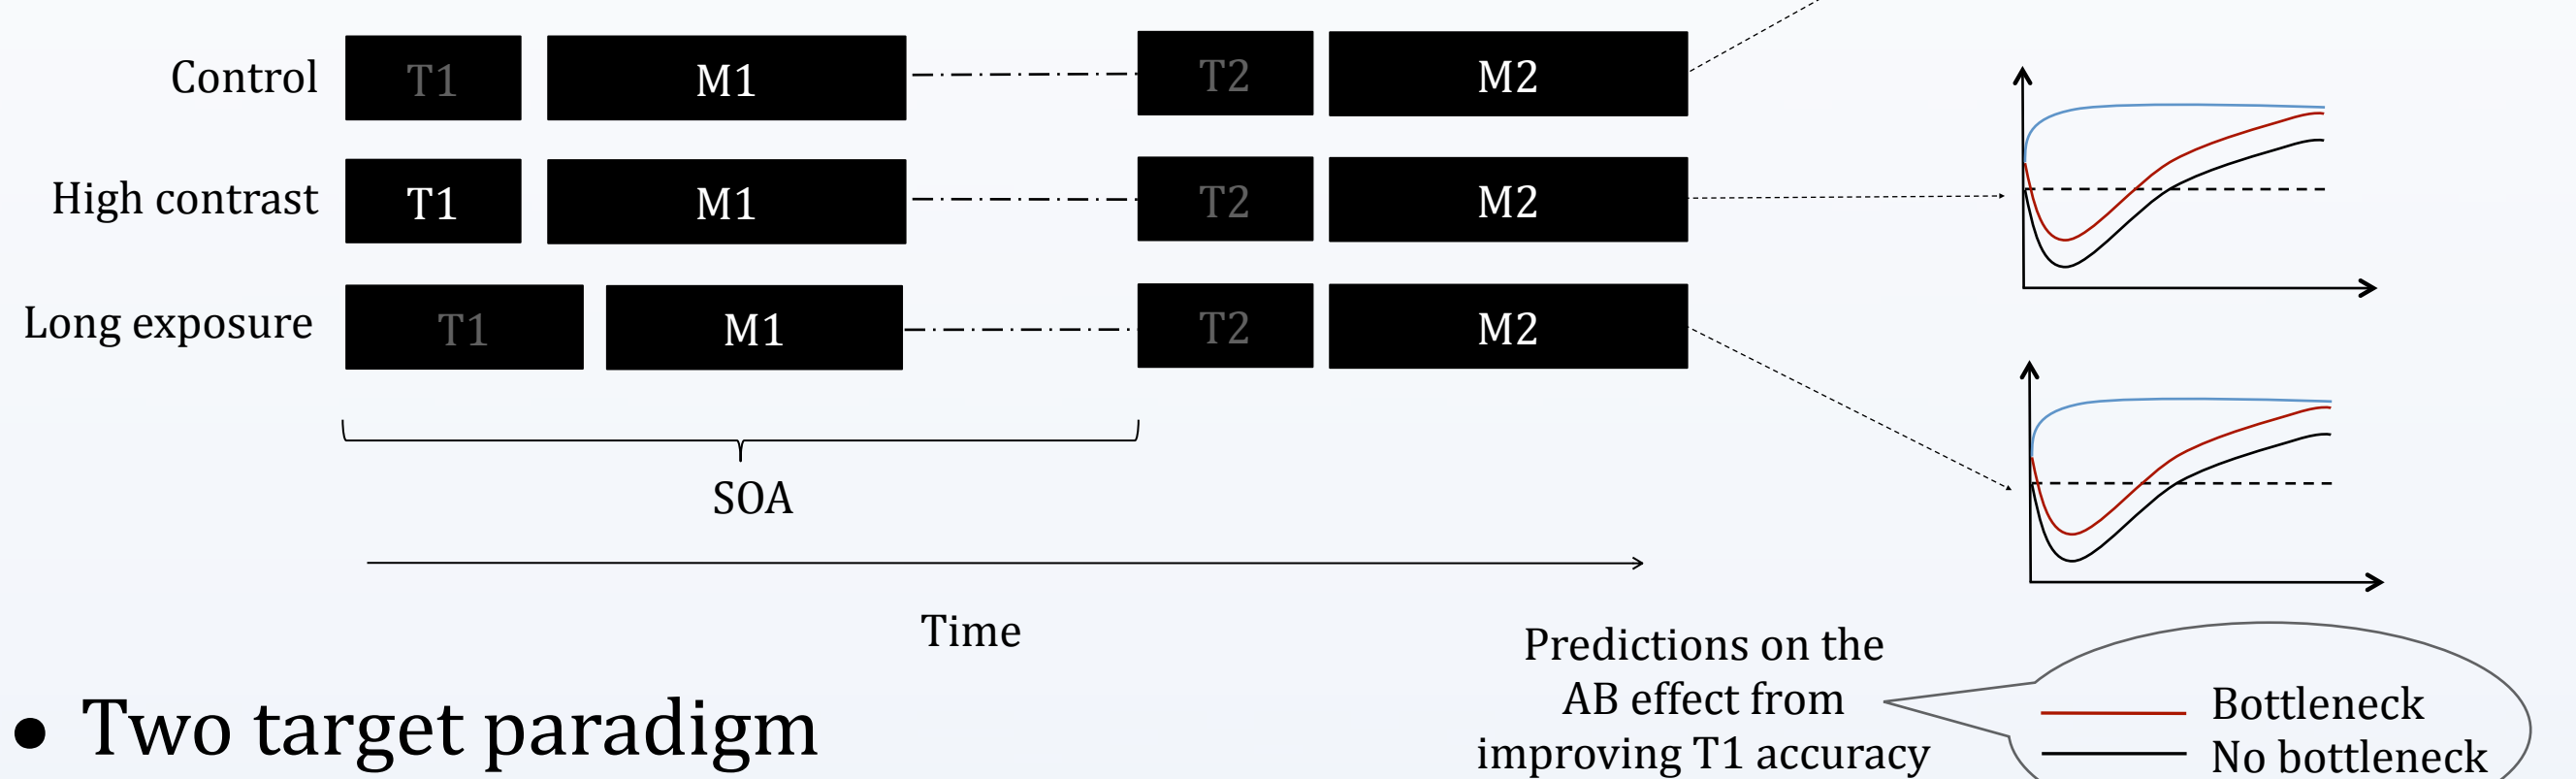 Control T1 M1 T2 M2
High contrast T1 M1 T2 M2
Long exposure T1 M1 T2 M2
SOA
Time
Predictions on the
AB effect from
improving T1 accuracy
Bottleneck
No bottleneck
• Two target paradigm